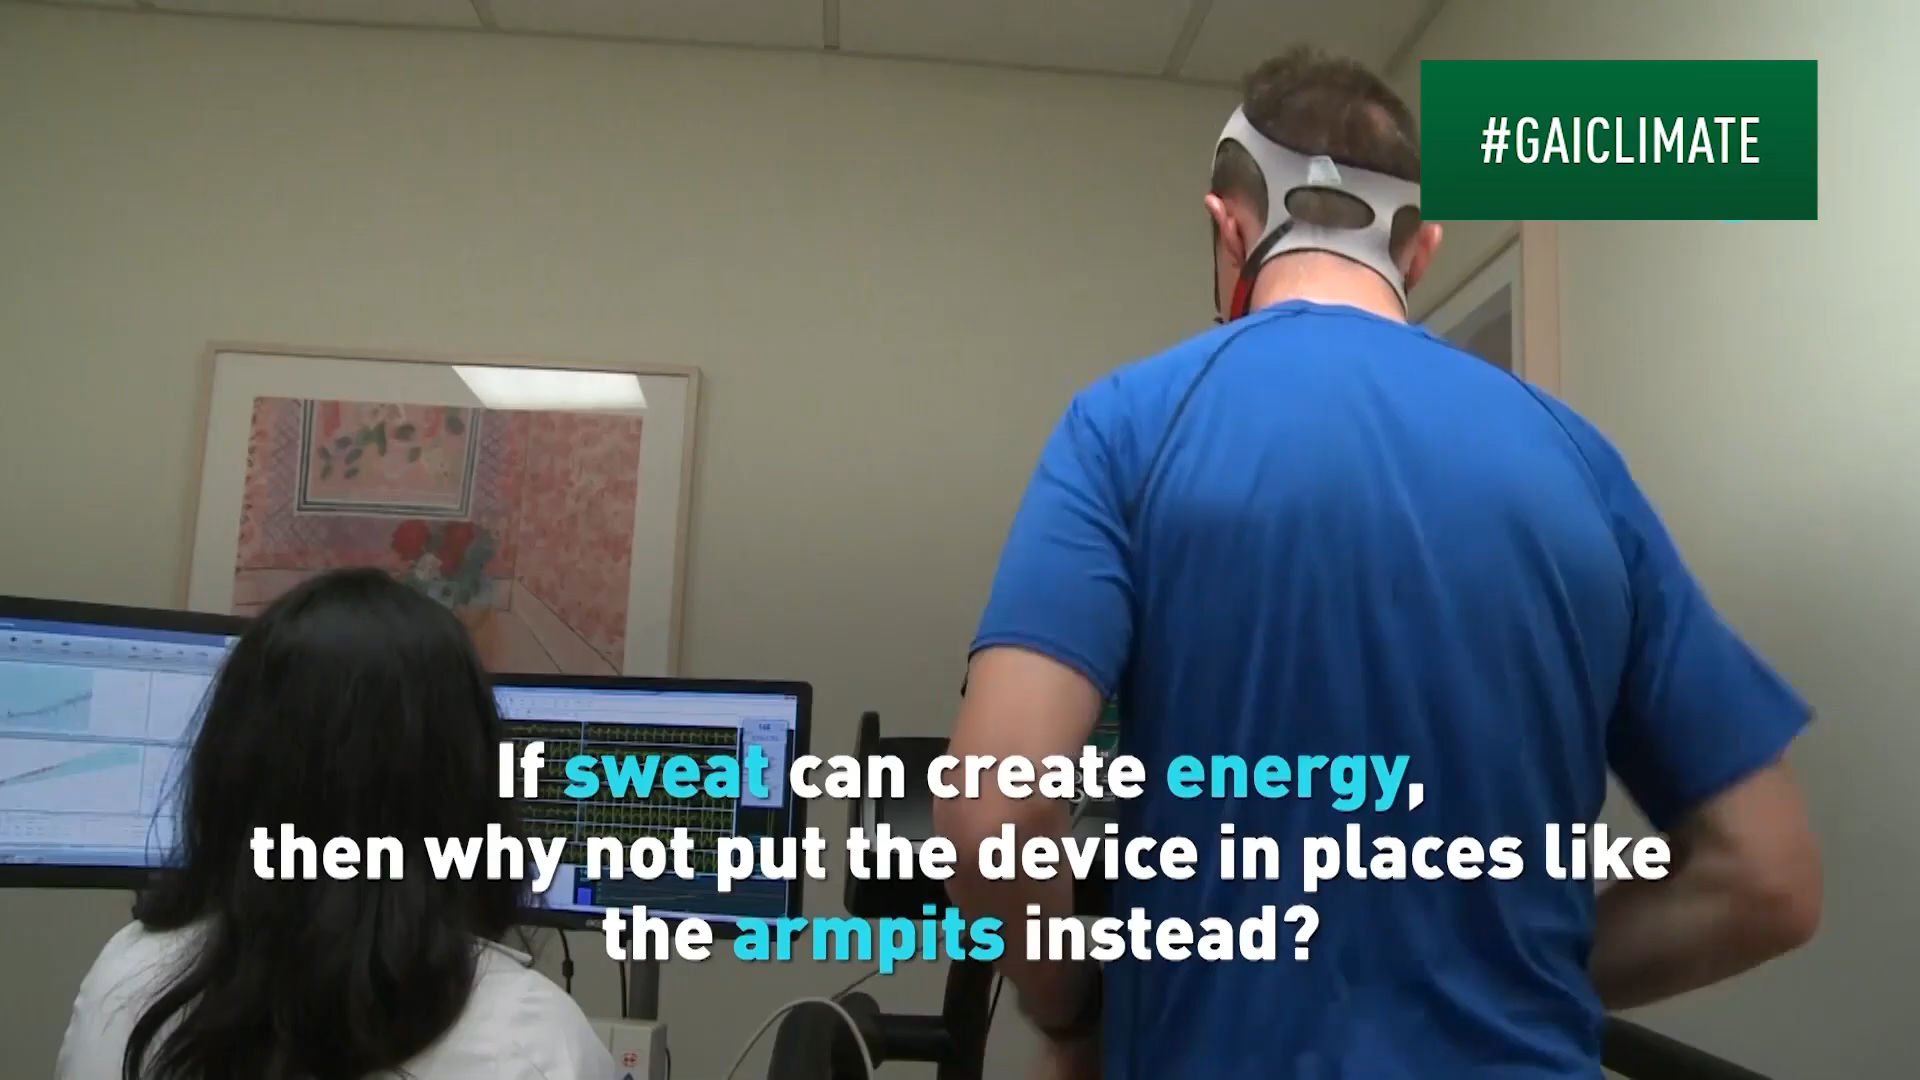 #GAICLIMATE
If sweat can create energy,
then why not put the device in places like
the armpits instead?